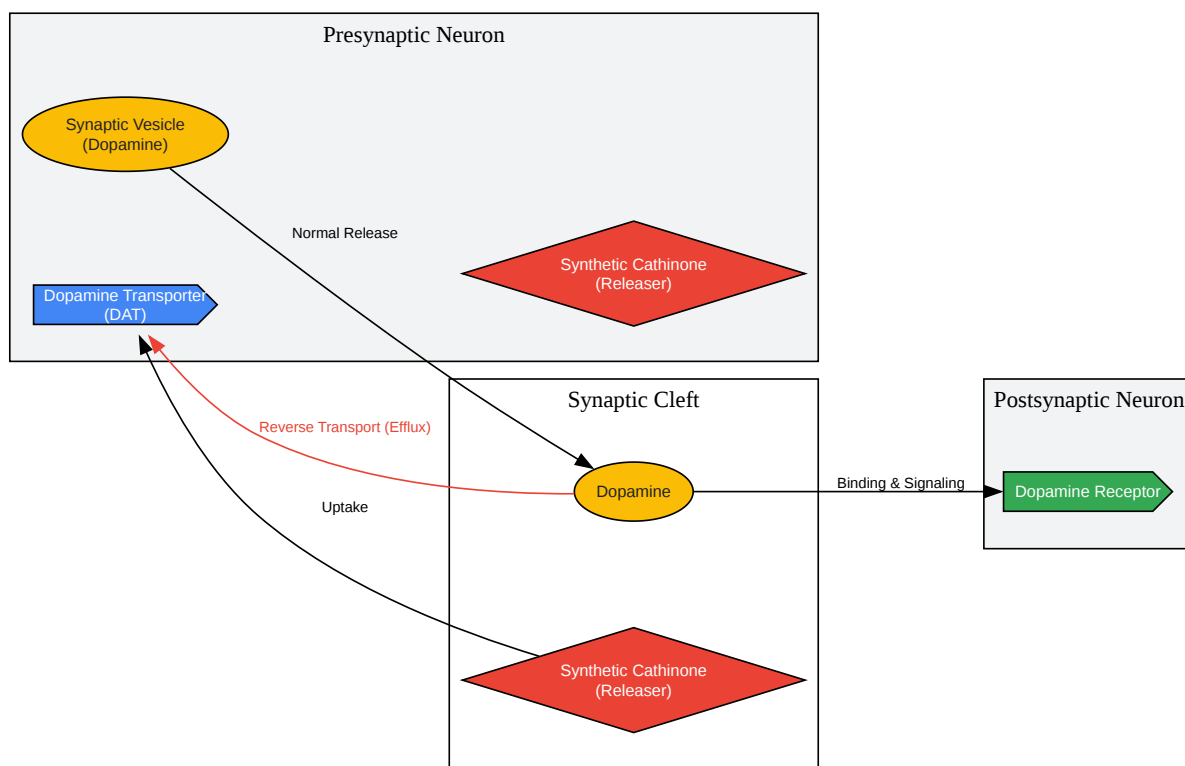 Presynaptic Neuron
Synaptic Vesicle
(Dopamine)
Normal Release
Synthetic Cathinone
(Releaser)
Dopamine Transporter
(DAT)
Synaptic Cleft
Postsynaptic Neuron
Reverse Transport (Efflux)
Uptake
Dopamine
Binding & Signaling
Dopamine Receptor
Synthetic Cathinone
(Releaser)